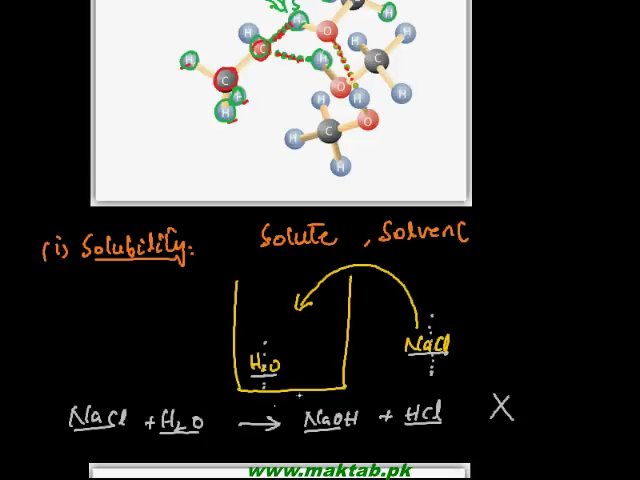 H
H
H
O
H
C
H
H
C
C
H
O
H
H
H
H
C
O
H
H
(i) Solubility: Solute , Solvent
NaCl
H₂O
NaCl + H₂O → NaOH + HCl X
www.maktab.pk